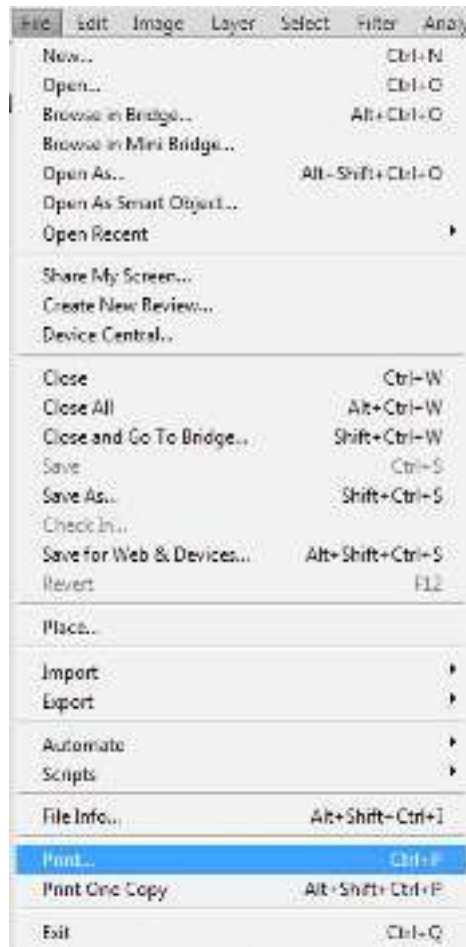 File Edit Image Layer Select Filter Analy
New... Ctrl+N
Open... Ctrl+O
Browse in Bridge... Alt+Ctrl+O
Browse in Mini Bridge...
Open As... Alt+Shift+Ctrl+O
Open As Smart Object...
Open Recent
Share My Screen...
Create New Review...
Device Central...
Close Ctrl+W
Close All Alt+Ctrl+W
Close and Go To Bridge... Shift+Ctrl+W
Save Ctrl+S
Save As... Shift+Ctrl+S
Check In...
Save for Web & Devices... Alt+Shift+Ctrl+S
Revert F12
Place...
Import
Export
Automate
Scripts
File Info... Alt+Shift+Ctrl+I
Print... Ctrl+P
Print One Copy Alt+Shift+Ctrl+P
Exit Ctrl+Q